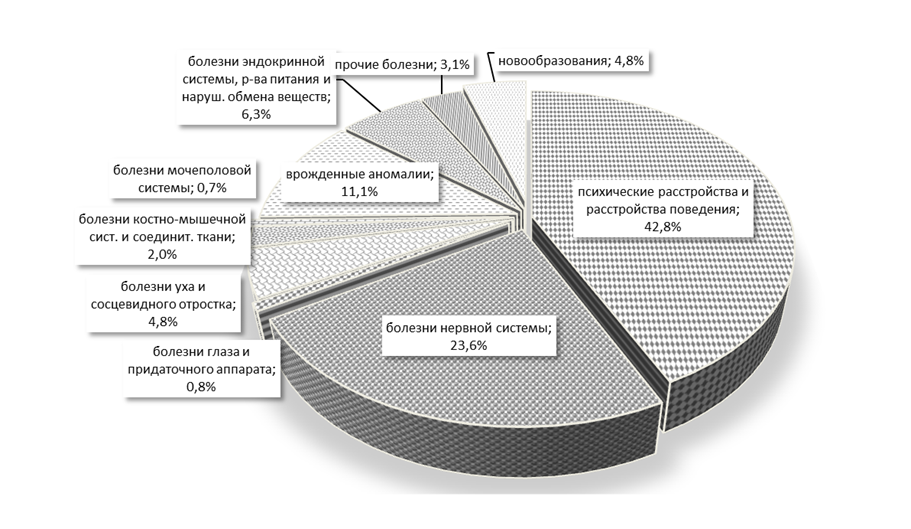 болезни эндокринной
системы, р-ва питания и
наруш. обмена веществ;
6,3%
прочие болезни; 3,1%
новообразования; 4,8%
психические расстройства и
расстройства поведения;
42,8%
врожденные аномалии;
11,1%
болезни мочеполовой
системы; 0,7%
болезни костно-мышечной
сист. и соединит. ткани;
2,0%
болезни уха и
сосцевидного отростка;
4,8%
болезни глаза и
придаточного аппарата;
0,8%
болезни нервной системы;
23,6%